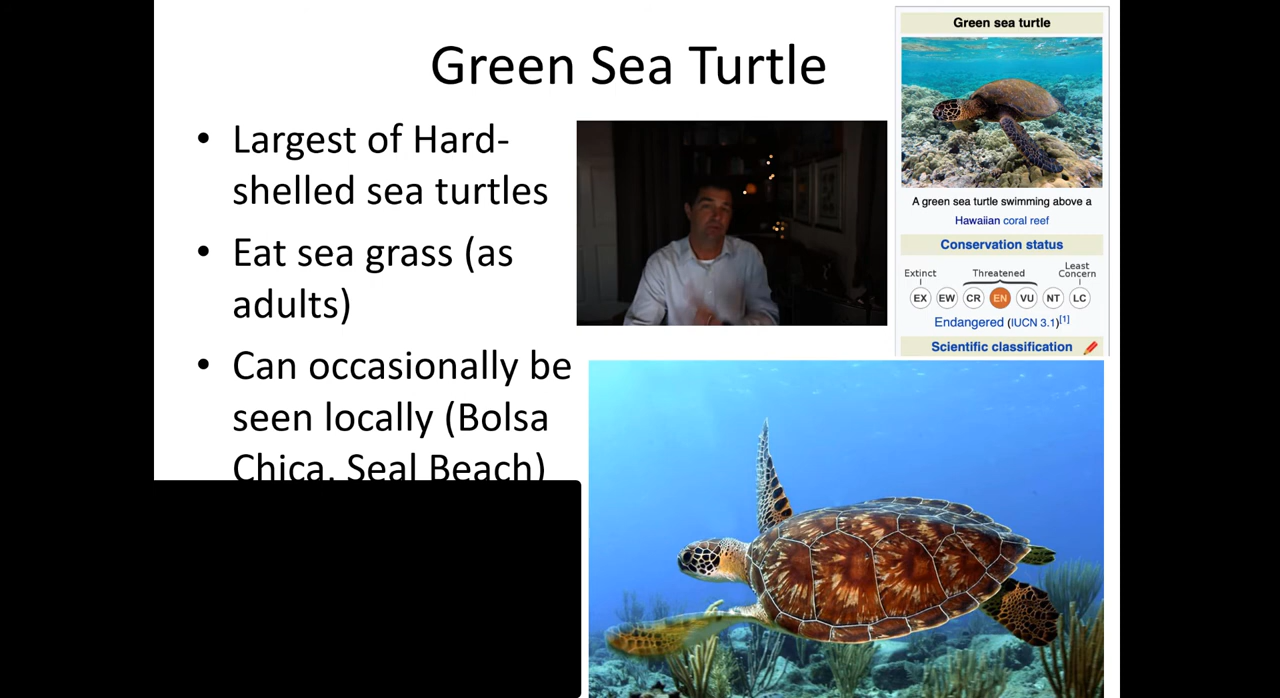 Green Sea Turtle
• Largest of Hard-
shelled sea turtles
• Eat sea grass (as
adults)
• Can occasionally be
seen locally (Bolsa
Chica, Seal Beach)
Green sea turtle
A green sea turtle swimming above a
Hawaiian coral reef
Conservation status
Extinct Threatened Least
Concern
EX EW CR EN VU NT LC
Endangered (IUCN 3.1)[1]
Scientific classification